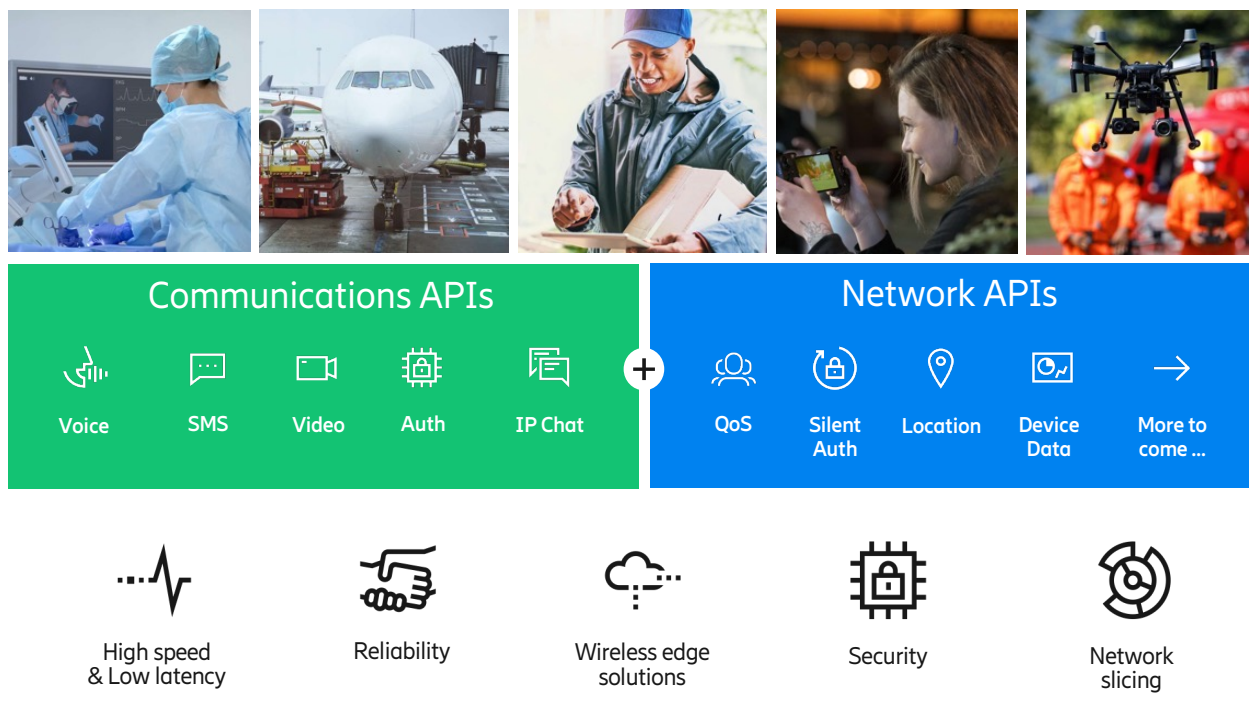 Communications APIs
Network APIs
+
Voice
SMS
Video
Auth
IP Chat
QoS
Silent
Auth
Location
Device
Data
More to
come ...
High speed
& Low latency
Reliability
Wireless edge
solutions
Security
Network
slicing